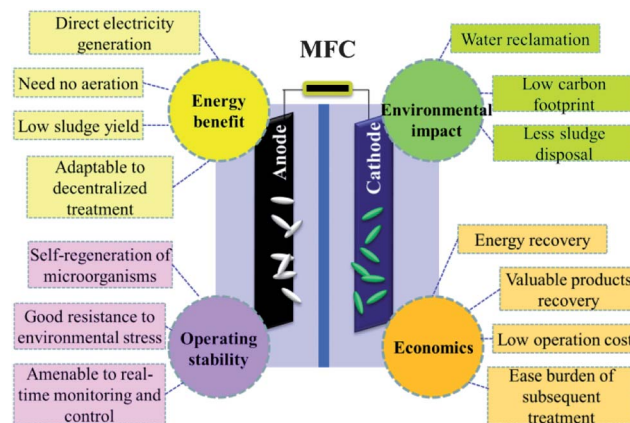 MFC
Direct electricity
generation
Need no aeration
Low sludge yield
Adaptable to
decentralized
treatment
Energy
benefit
Water reclamation
Low carbon
footprint
Less sludge
disposal
Environmental
impact
Anode
Cathode
Self-regeneration of
microorganisms
Good resistance to
environmental stress
Amenable to real-
time monitoring and
control
Operating
stability
Energy recovery
Valuable products
recovery
Low operation cost
Ease burden of
subsequent
treatment
Economics